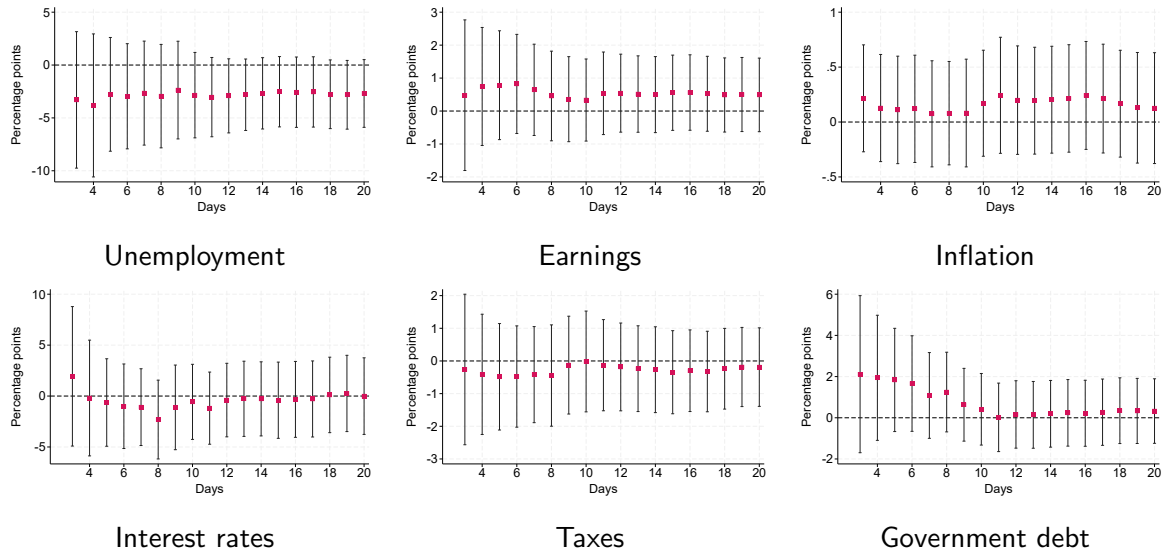 Percentage points
5
0
-5
-10
4 6 8 10 12 14 16 18 20
Days
Unemployment
Percentage points
3
2
1
0
-1
-2
4 6 8 10 12 14 16 18 20
Days
Earnings
Percentage points
1
.5
0
-.5
4 6 8 10 12 14 16 18 20
Days
Inflation
Percentage points
10
5
0
-5
4 6 8 10 12 14 16 18 20
Days
Interest rates
Percentage points
2
1
0
-1
-2
-3
4 6 8 10 12 14 16 18 20
Days
Taxes
Percentage points
6
4
2
0
-2
4 6 8 10 12 14 16 18 20
Days
Government debt